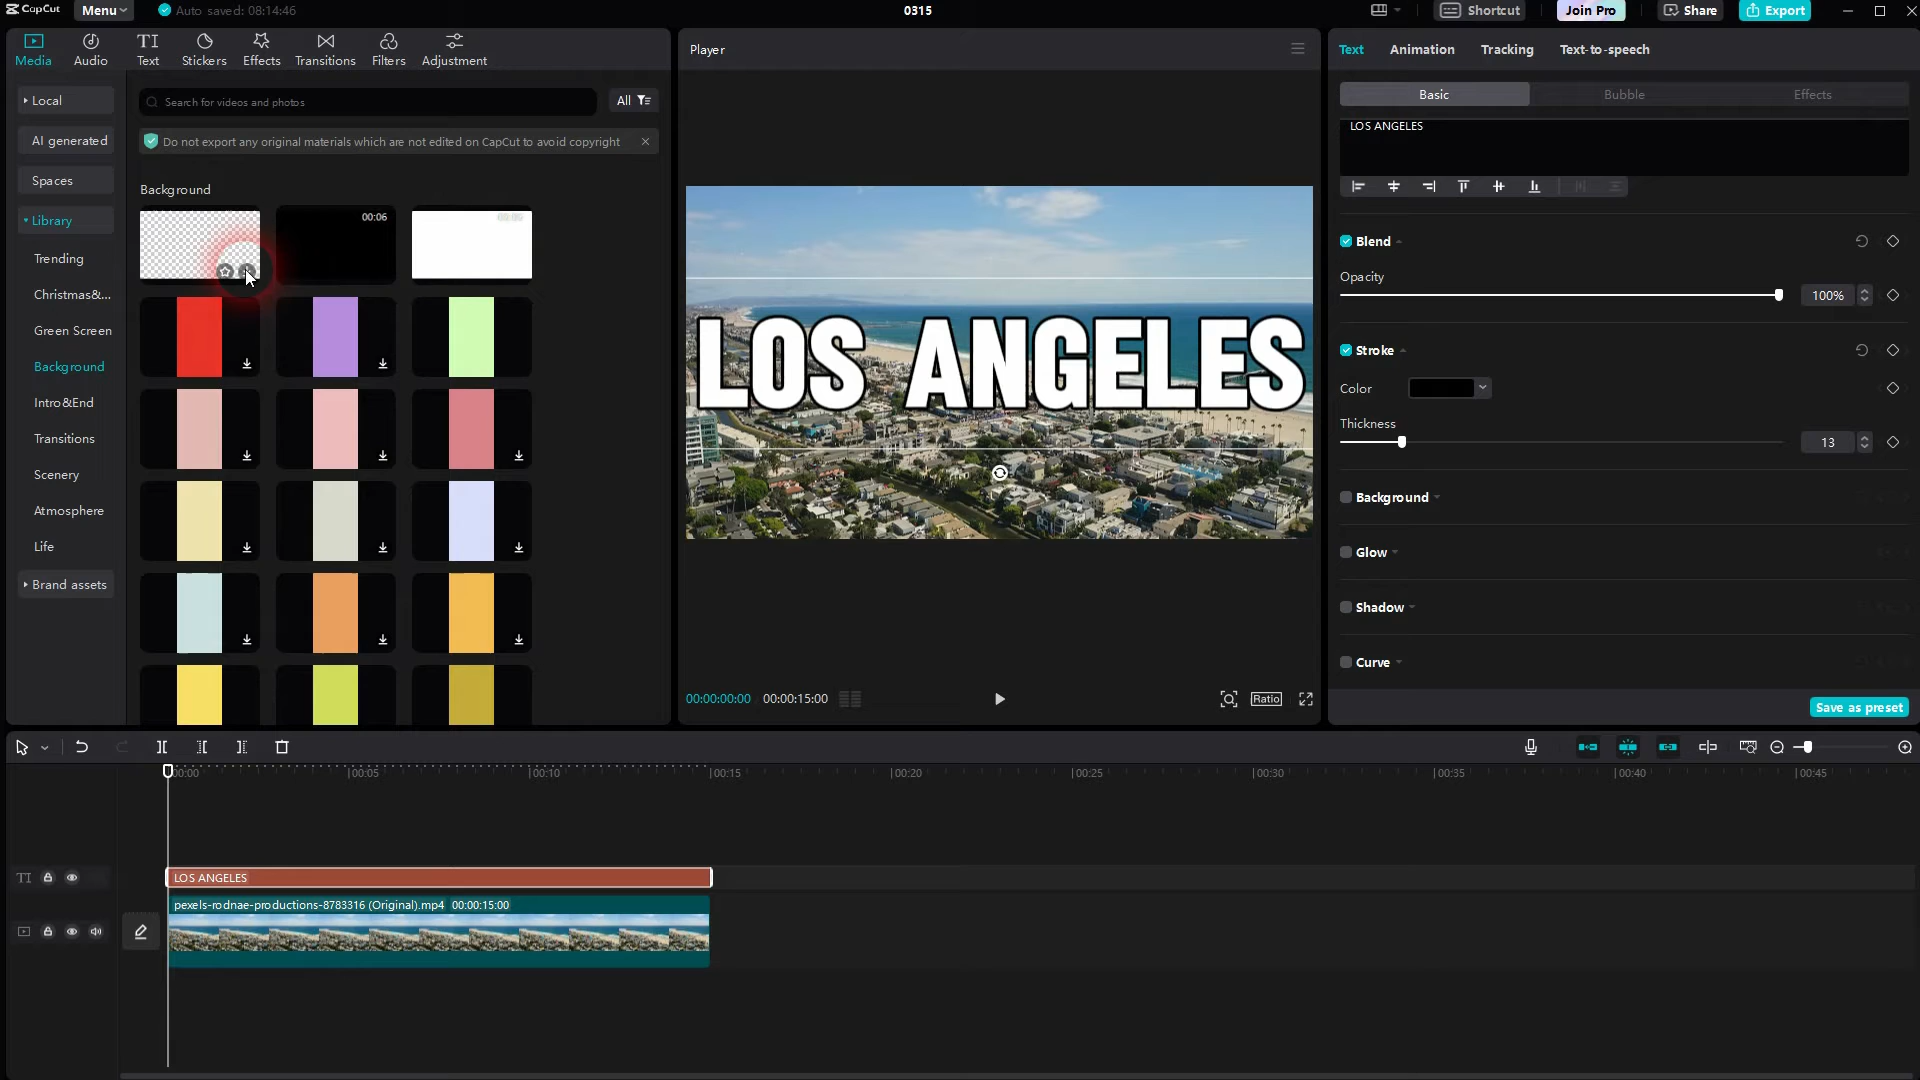 CapCut
Menu
Auto saved: 08:14:46
0315
Shortcut
Join Pro
Share
Export
Media
Audio
Text
Stickers
Effects
Transitions
Filters
Adjustment
Local
AI generated
Spaces
Library
Trending
Christmas&...
Green Screen
Background
Intro&End
Transitions
Scenery
Atmosphere
Life
Brand assets
Search for videos and photos
All
Do not export any original materials which are not edited on CapCut to avoid copyright
Background
00:06
Player
LOS ANGELES
00:00:00:00
00:00:15:00
Ratio
Text
Animation
Tracking
Text-to-speech
Basic
Bubble
Effects
LOS ANGELES
Blend
Opacity
100%
Stroke
Color
Thickness
13
Background
Glow
Shadow
Curve
Save as preset
00:00
00:05
00:10
00:15
00:20
00:25
00:30
00:35
00:40
00:45
TI
LOS ANGELES
pexels-rodnae-productions-8783316 (Original).mp4 00:00:15:00